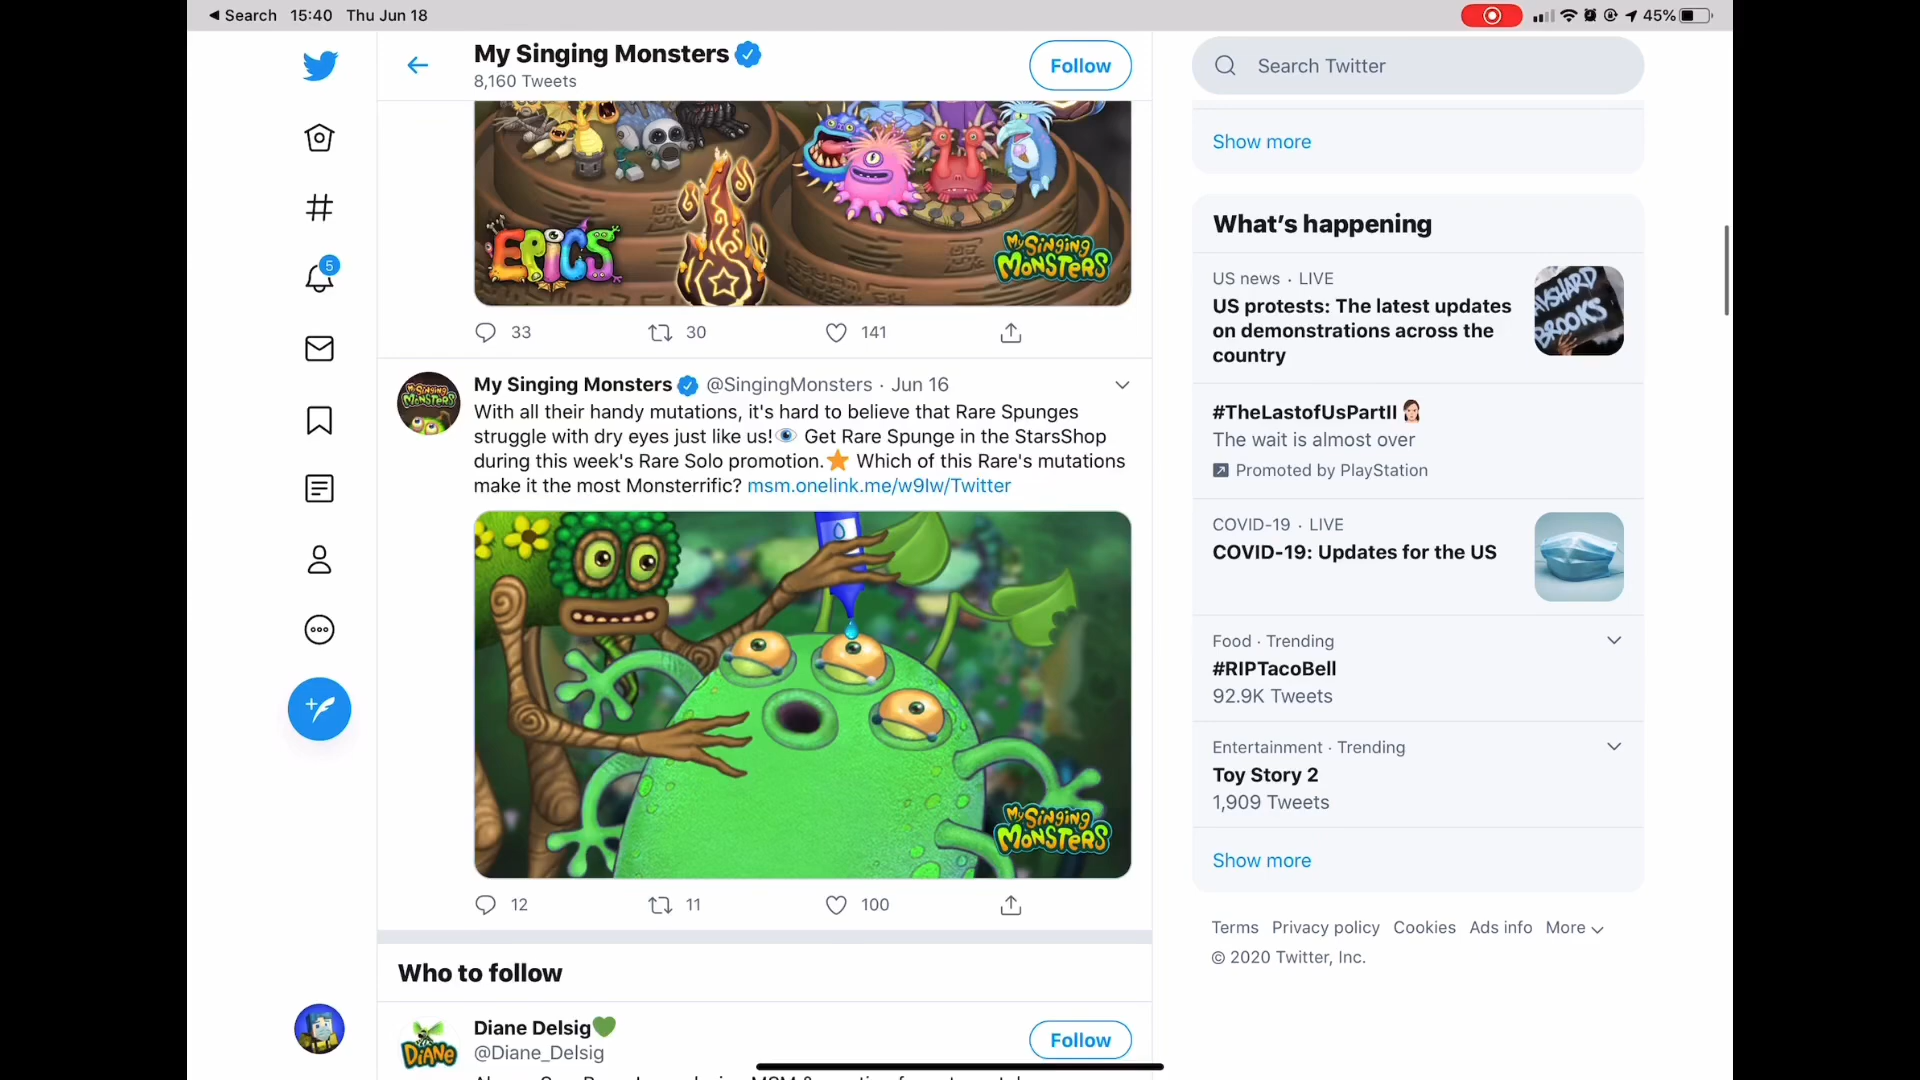 Search 15:40 Thu Jun 18
45%
My Singing Monsters
8,160 Tweets
Follow
Search Twitter
5
EPICS
My Singing
MONSTERS
33 30 141
My Singing Monsters @SingingMonsters · Jun 16
With all their handy mutations, it's hard to believe that Rare Spunges
struggle with dry eyes just like us! Get Rare Spunge in the StarsShop
during this week's Rare Solo promotion. Which of this Rare's mutations
make it the most Monsterrific? msm.onelink.me/w9Iw/Twitter
My Singing
MONSTERS
My Singing
MONSTERS
12 11 100
Who to follow
DIANE
Diane Delsig
@Diane_Delsig
Follow
Show more
What's happening
US news · LIVE
US protests: The latest updates
on demonstrations across the
country
BROOKS
#TheLastofUsPartII
The wait is almost over
Promoted by PlayStation
COVID-19 · LIVE
COVID-19: Updates for the US
Food · Trending
#RIPTacoBell
92.9K Tweets
Entertainment · Trending
Toy Story 2
1,909 Tweets
Show more
Terms Privacy policy Cookies Ads info More
© 2020 Twitter, Inc.